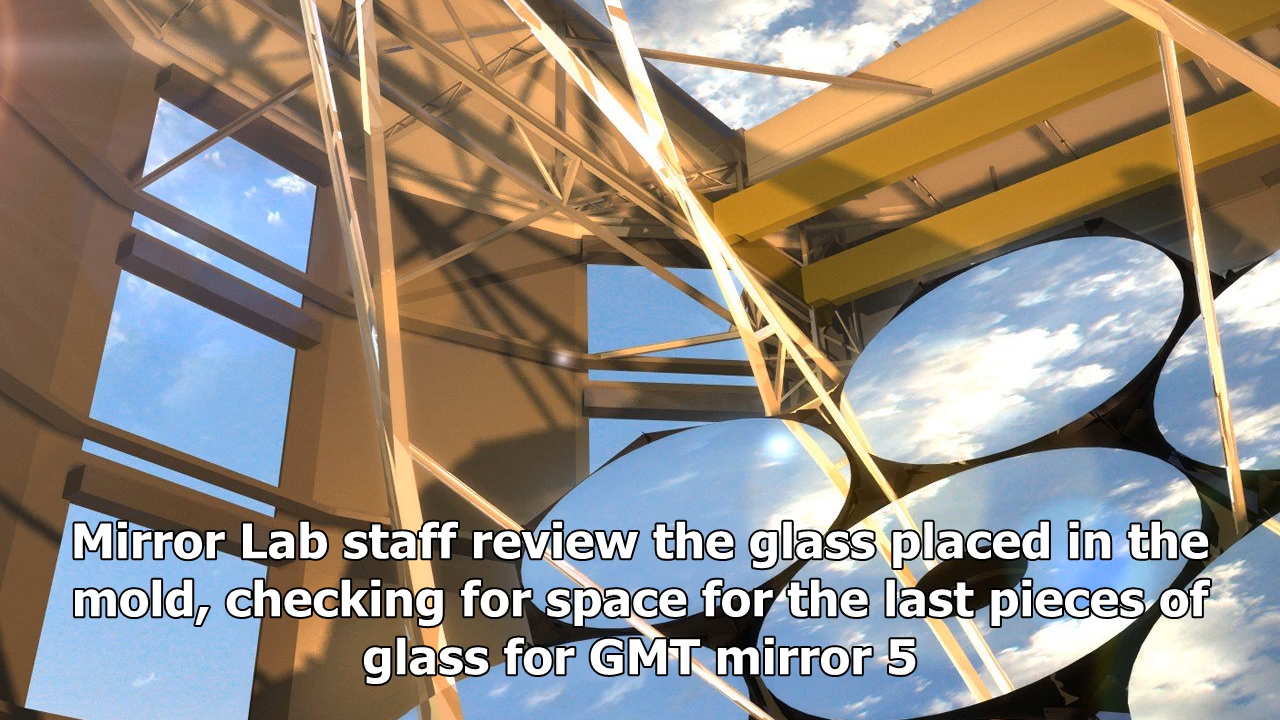 Mirror Lab staff review the glass placed in the
mold, checking for space for the last pieces of
glass for GMT mirror 5